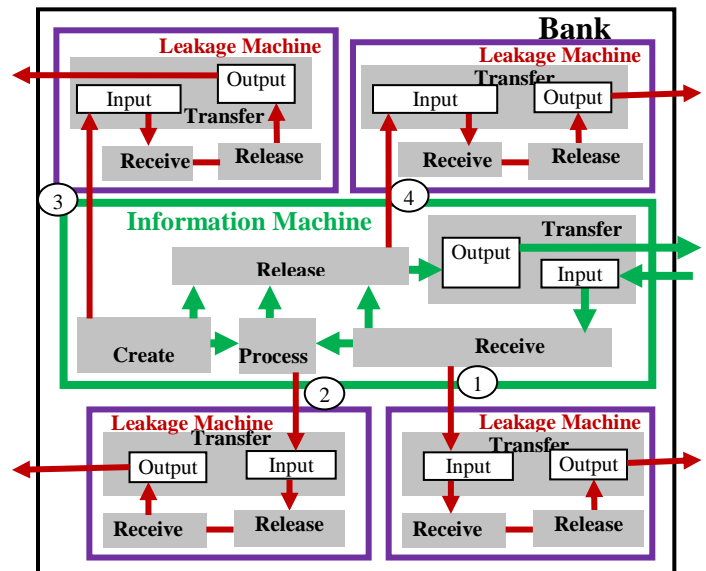 Bank
Leakage Machine
Output
Input
Transfer
Receive
Release
Leakage Machine
Transfer
Input
Output
Receive
Release
3
4
Information Machine
Transfer
Output
Input
Release
Create
Process
Receive
1
2
Leakage Machine
Transfer
Output
Input
Receive
Release
Leakage Machine
Transfer
Input
Output
Receive
Release